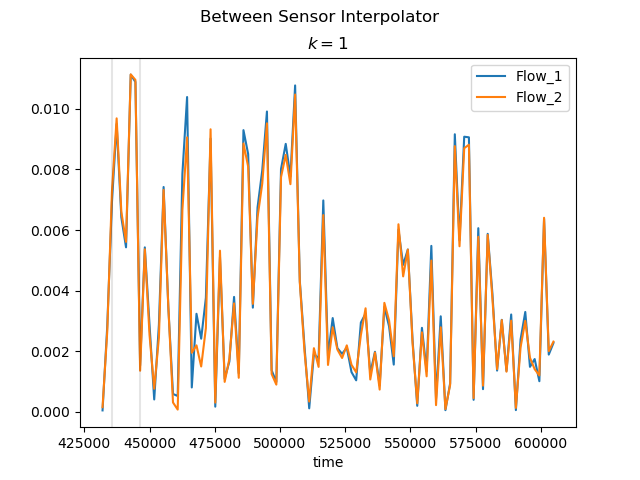 Between Sensor Interpolator
k = 1
Flow_1
Flow_2
0.010
0.008
0.006
0.004
0.002
0.000
425000 450000 475000 500000 525000 550000 575000 600000
time